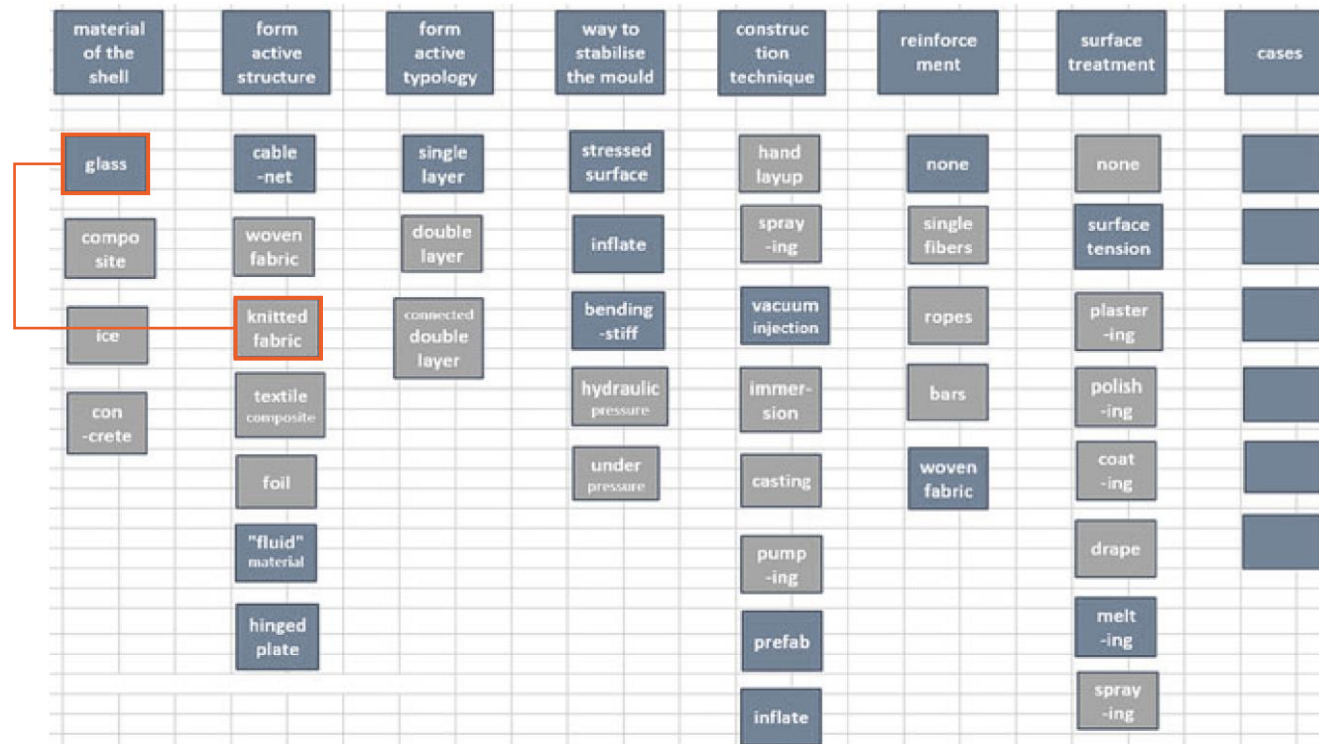 material
of the
shell
form
active
structure
form
active
typology
way to
stabilise
the mould
construc
tion
technique
reinforce
ment
surface
treatment
cases
glass
cable
-net
single
layer
stressed
surface
hand
layup
none
none
compo
site
woven
fabric
double
layer
inflate
spray
-ing
single
fibers
surface
tension
ice
knitted
fabric
connected
double
layer
bending
-stiff
vacuum
injection
ropes
plaster
-ing
con
-crete
textile
composite
hydraulic
pressure
immer-
sion
bars
polish
-ing
foil
under
pressure
casting
woven
fabric
coat
-ing
"fluid"
material
pump
-ing
drape
hinged
plate
prefab
melt
-ing
inflate
spray
-ing